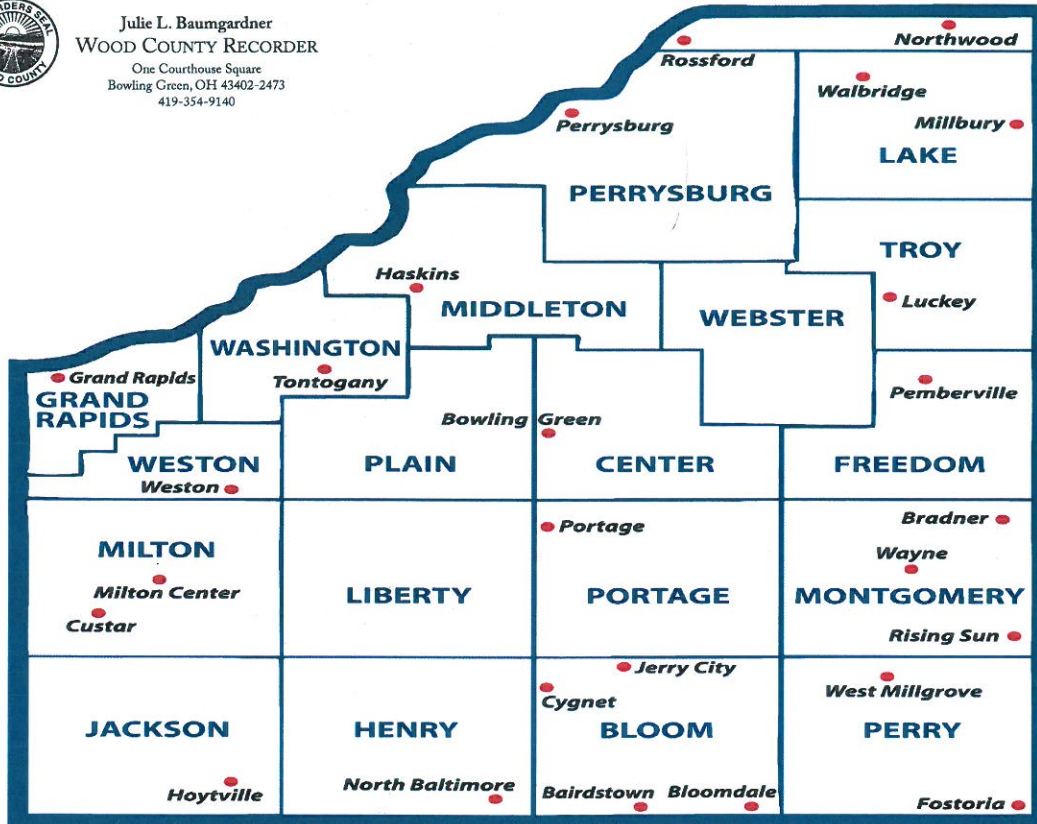 RDERS SEAL
D COUNTY
Julie L. Baumgardner
WOOD COUNTY RECORDER
One Courthouse Square
Bowling Green, OH 43402-2473
419-354-9140
Northwood
Rossford
Walbridge
Millbury
LAKE
Perrysburg
PERRYSBURG
TROY
Luckey
Haskins
MIDDLETON
WEBSTER
WASHINGTON
Tontogany
Grand Rapids
GRAND
RAPIDS
Pemberville
Bowling Green
WESTON
Weston
PLAIN
CENTER
FREEDOM
MILTON
Milton Center
Custar
LIBERTY
Portage
PORTAGE
Bradner
Wayne
MONTGOMERY
Rising Sun
JACKSON
Hoytville
HENRY
North Baltimore
Jerry City
Cygnet
BLOOM
Bairdstown
Bloomdale
West Millgrove
PERRY
Fostoria